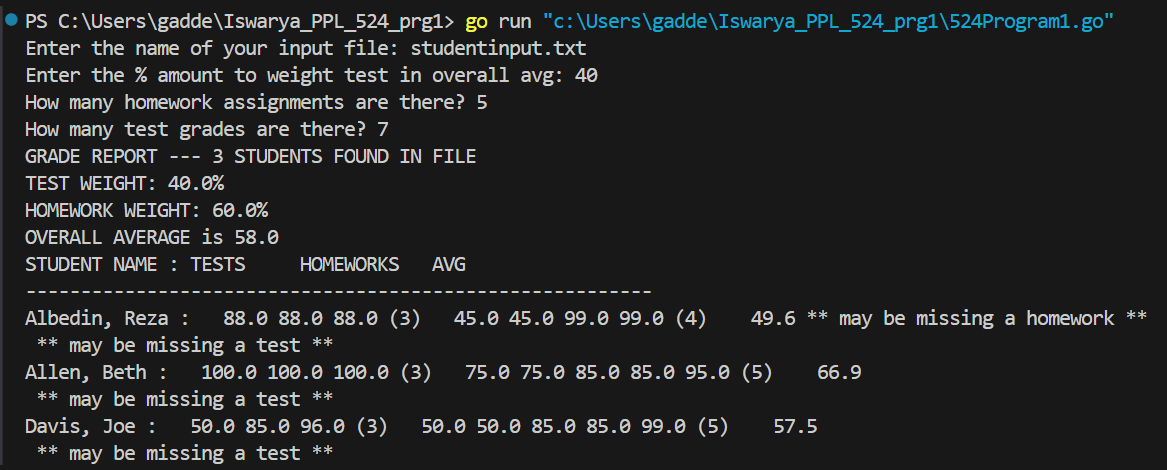 PS C:\Users\gadde\Iswarya_PPL_524_prg1> go run "c:\Users\gadde\Iswarya_PPL_524_prg1\524Program1.go"
Enter the name of your input file: studentinput.txt
Enter the % amount to weight test in overall avg: 40
How many homework assignments are there? 5
How many test grades are there? 7
GRADE REPORT --- 3 STUDENTS FOUND IN FILE
TEST WEIGHT: 40.0%
HOMEWORK WEIGHT: 60.0%
OVERALL AVERAGE is 58.0
STUDENT NAME : TESTS     HOMEWORKS   AVG
---------------------------------------------------------
Albedin, Reza :   88.0 88.0 88.0 (3)   45.0 45.0 99.0 99.0 (4)    49.6 ** may be missing a homework **
 ** may be missing a test **
Allen, Beth :   100.0 100.0 100.0 (3)   75.0 75.0 85.0 85.0 95.0 (5)    66.9
 ** may be missing a test **
Davis, Joe :   50.0 85.0 96.0 (3)   50.0 50.0 85.0 85.0 99.0 (5)    57.5
 ** may be missing a test **